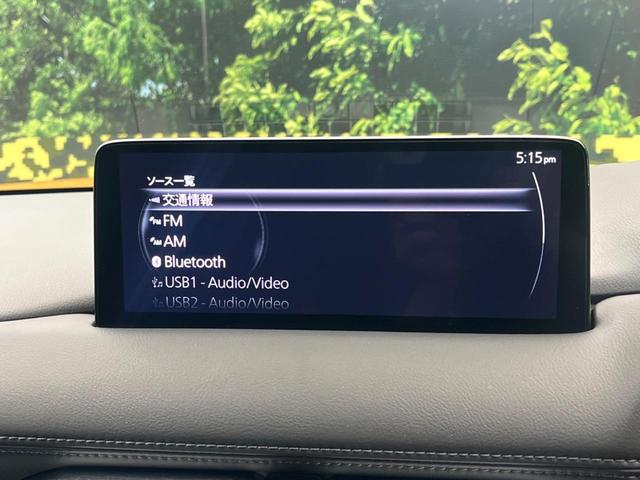 5:15pm
ソース一覧
交通情報
FM
AM
Bluetooth
USB1 - Audio/Video
USB2 - Audio/Video